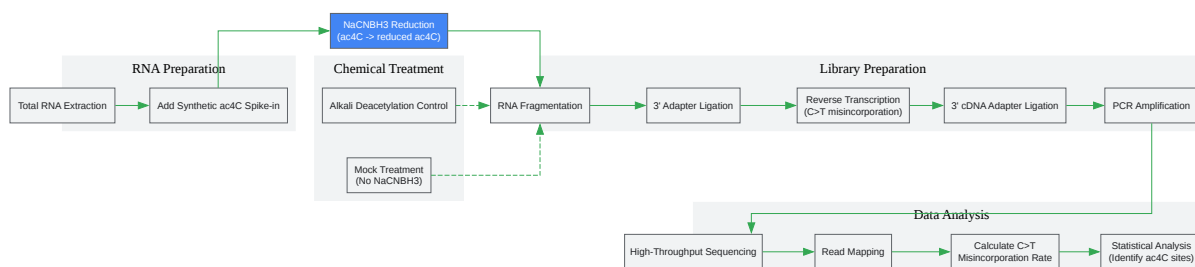 NaCNBH3 Reduction
(ac4C -> reduced ac4C)
RNA Preparation
Chemical Treatment
Library Preparation
Total RNA Extraction
Add Synthetic ac4C Spike-in
Alkali Deacetylation Control
RNA Fragmentation
3' Adapter Ligation
Reverse Transcription
(C>T misincorporation)
3' cDNA Adapter Ligation
PCR Amplification
Mock Treatment
(No NaCNBH3)
Data Analysis
High-Throughput Sequencing
Read Mapping
Calculate C>T
Misincorporation Rate
Statistical Analysis
(Identify ac4C sites)